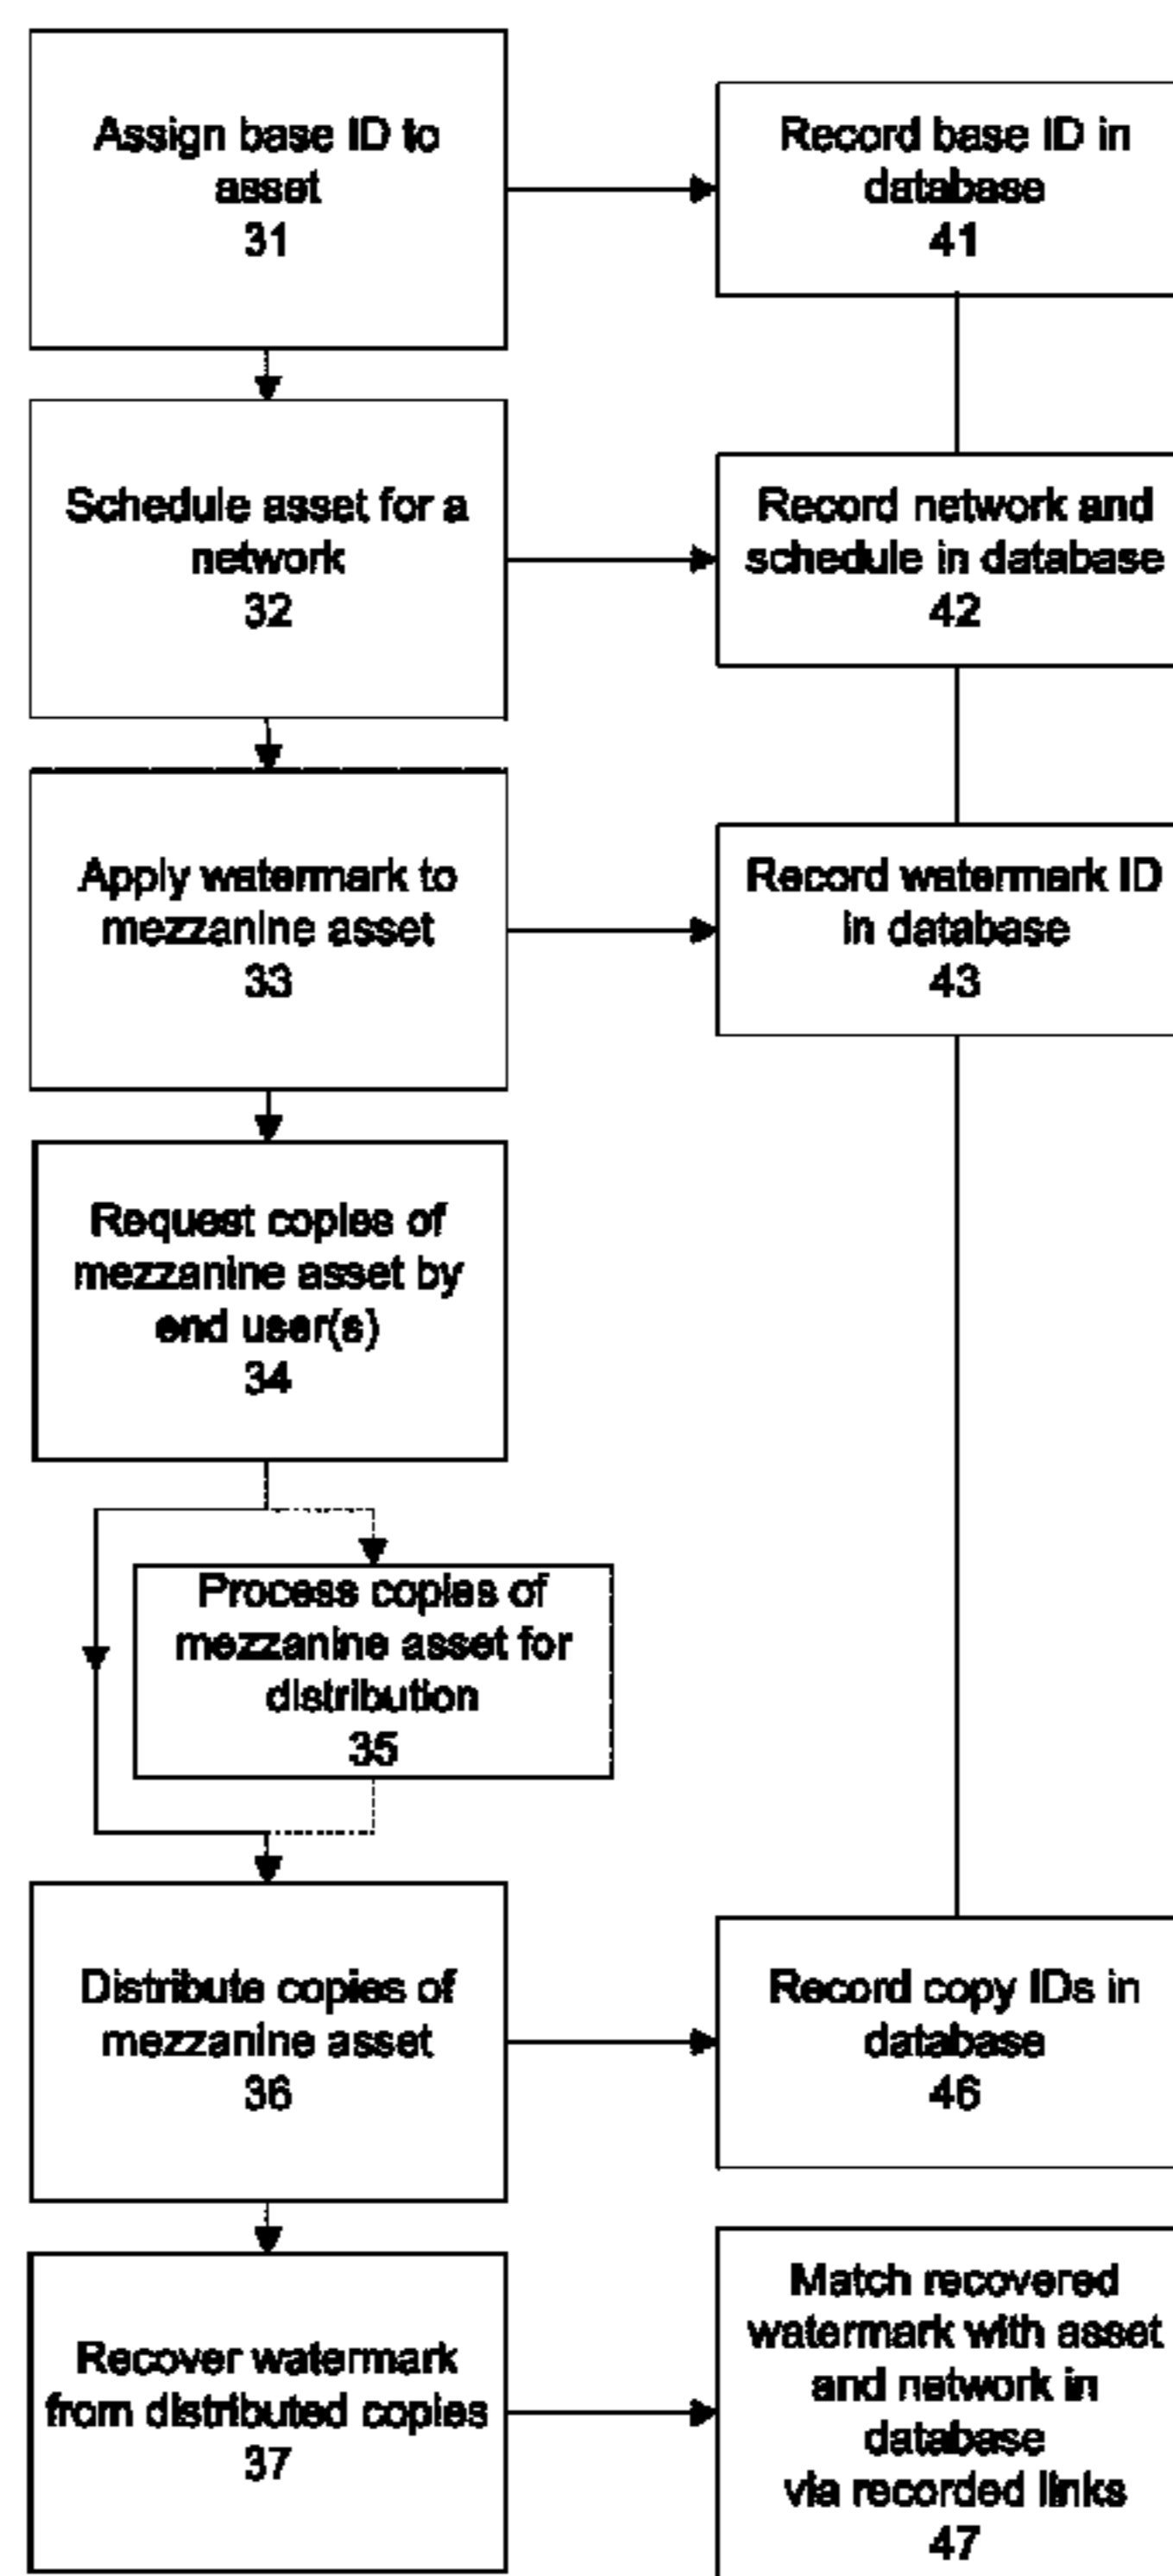 Assign base ID to
asset
31
Record base ID in
database
41
Schedule asset for a
network
32
Record network and
schedule in database
42
Apply watermark to
mezzanine asset
33
Record watermark ID
in database
43
Request copies of
mezzanine asset by
end user(s)
34
Process copies of
mezzanine asset for
distribution
35
Distribute copies of
mezzanine asset
36
Record copy IDs in
database
46
Recover watermark
from distributed copies
37
Match recovered
watermark with asset
and network in
database
via recorded links
47